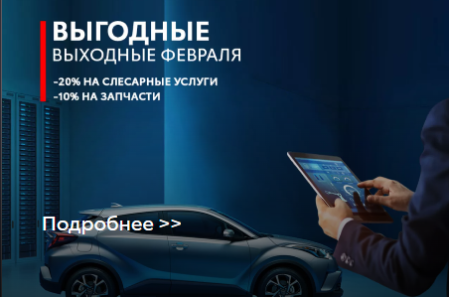 ВЫГОДНЫЕ
ВЫХОДНЫЕ ФЕВРАЛЯ
-20% НА СЛЕСАРНЫЕ УСЛУГИ
-10% НА ЗАПЧАСТИ
Подробнее >>